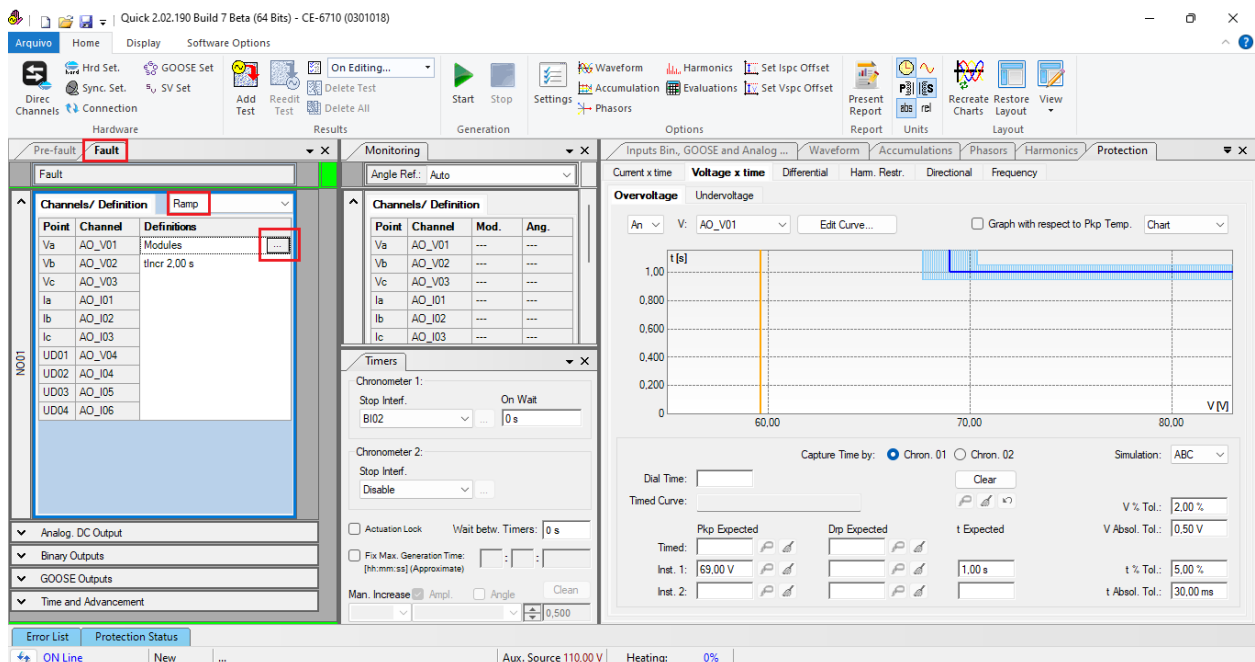 Quick 2.02.190 Build 7 Beta (64 Bits) - CE-6710 (0301018)
Arquivo Home Display Software Options
Direc Channels
Hrd Set.
Sync. Set.
Connection
GOOSE Set
SV Set
Hardware
Add Test
Reedit Test
On Editing...
Delete Test
Delete All
Results
Start
Stop
Generation
Settings
Waveform
Accumulation
Phasors
Harmonics
Evaluations
Set Ispc Offset
Set Vspc Offset
Options
Present Report
Report
abs rel
Units
Recreate Charts
Restore Layout
View
Layout
Pre-fault Fault
Fault
NO01
Channels/ Definition Ramp
Point Channel Definitions
Va AO_V01 Modules ...
Vb AO_V02 tIncr 2,00 s
Vc AO_V03
Ia AO_I01
Ib AO_I02
Ic AO_I03
UD01 AO_V04
UD02 AO_I04
UD03 AO_I05
UD04 AO_I06
Analog. DC Output
Binary Outputs
GOOSE Outputs
Time and Advancement
Monitoring
Angle Ref.: Auto
Channels/ Definition
Point Channel Mod. Ang.
Va AO_V01 --- ---
Vb AO_V02 --- ---
Vc AO_V03 --- ---
Ia AO_I01 --- ---
Ib AO_I02 --- ---
Ic AO_I03 --- ---
Timers
Chronometer 1:
Stop Interf. On Wait
BI02 ... 0 s
Chronometer 2:
Stop Interf.
Disable ...
Actuation Lock Wait betw. Timers: 0 s
Fix Max. Generation Time: : :
[hh:mm:ss] (Approximate)
Man. Increase Ampl. Angle Clean
0,500
Inputs Bin., GOOSE and Analog ... Waveform Accumulations Phasors Harmonics Protection
Current x time Voltage x time Differential Harm. Restr. Directional Frequency
Overvoltage Undervoltage
An V: AO_V01 Edit Curve... Graph with respect to Pkp Temp. Chart
t [s]
1,00
0,800
0,600
0,400
0,200
0
60,00 70,00 80,00
V [V]
Capture Time by: Chron. 01 Chron. 02 Simulation: ABC
Dial Time: Clear
Timed Curve: V % Tol.: 2,00 %
Pkp Expected Drp Expected t Expected V Absol. Tol.: 0,50 V
Timed:
Inst. 1: 69,00 V 1,00 s t % Tol.: 5,00 %
Inst. 2: t Absol. Tol.: 30,00 ms
Error List Protection Status
ON Line New ... Aux. Source 110.00 V Heating: 0%